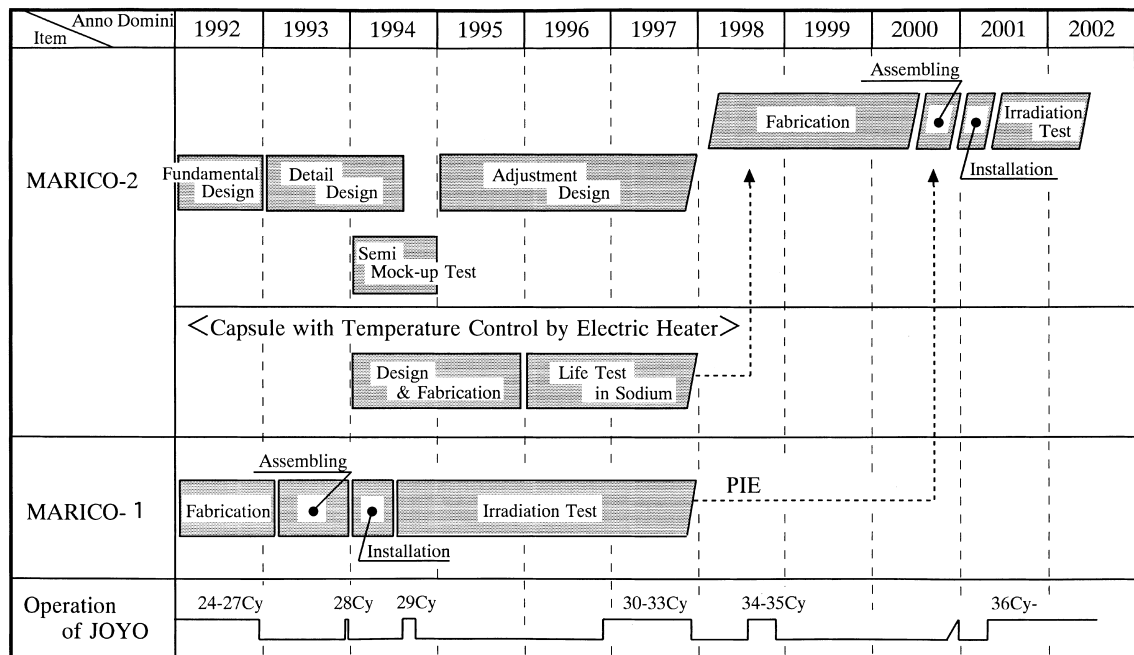 Anno Domini
Item
1992 1993 1994 1995 1996 1997 1998 1999 2000 2001 2002
Assembling
Fabrication
Irradiation
Test
Installation
MARICO-2
Fundamental
Design
Detail
Design
Adjustment
Design
Semi
Mock-up Test
<Capsule with Temperature Control by Electric Heater>
Design
& Fabrication
Life Test
in Sodium
Assembling
MARICO-1
Fabrication
Irradiation Test
PIE
Installation
Operation
of JOYO
24-27Cy 28Cy 29Cy 30-33Cy 34-35Cy 36Cy-